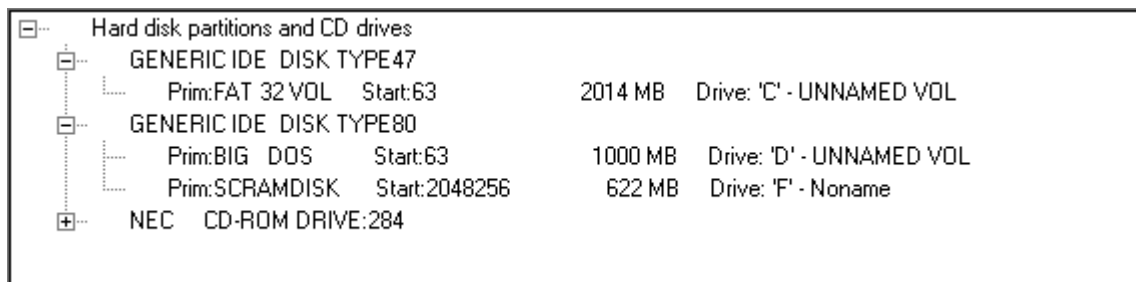 Hard disk partitions and CD drives
GENERIC IDE DISK TYPE47
Prim:FAT 32 VOL Start:63 2014 MB Drive: 'C' - UNNAMED VOL
GENERIC IDE DISK TYPE80
Prim:BIG DOS Start:63 1000 MB Drive: 'D' - UNNAMED VOL
Prim:SCRAMDISK Start:2048256 622 MB Drive: 'F' - Noname
NEC CD-ROM DRIVE:284